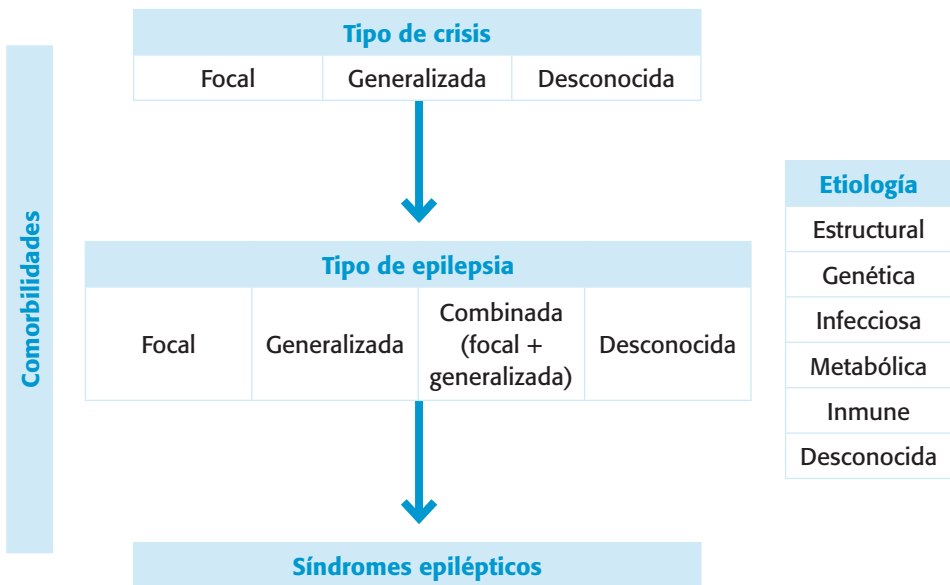 Comorbilidades
Tipo de crisis
Focal Generalizada Desconocida
Tipo de epilepsia
Focal Generalizada Combinada (focal + generalizada) Desconocida
Síndromes epilépticos
Etiología
Estructural
Genética
Infecciosa
Metabólica
Inmune
Desconocida